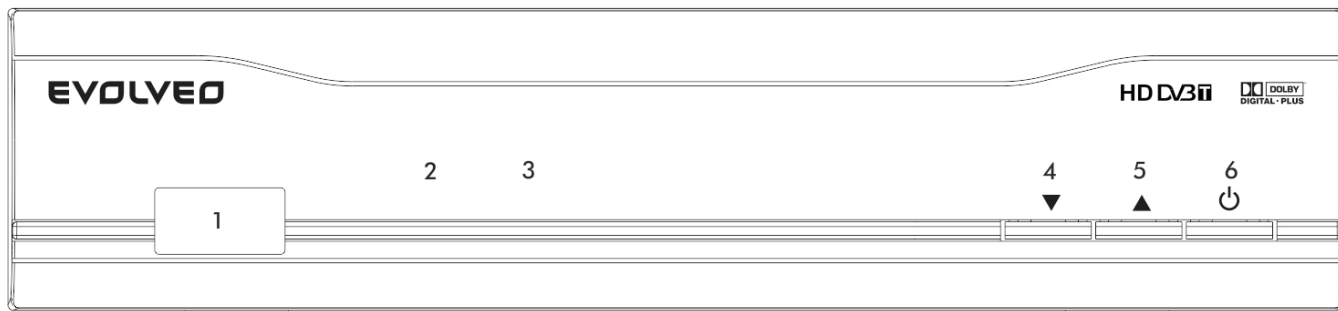 EVOLVEO
HD DVB T
DOLBY
DIGITAL·PLUS
2 3 4 5 6
1